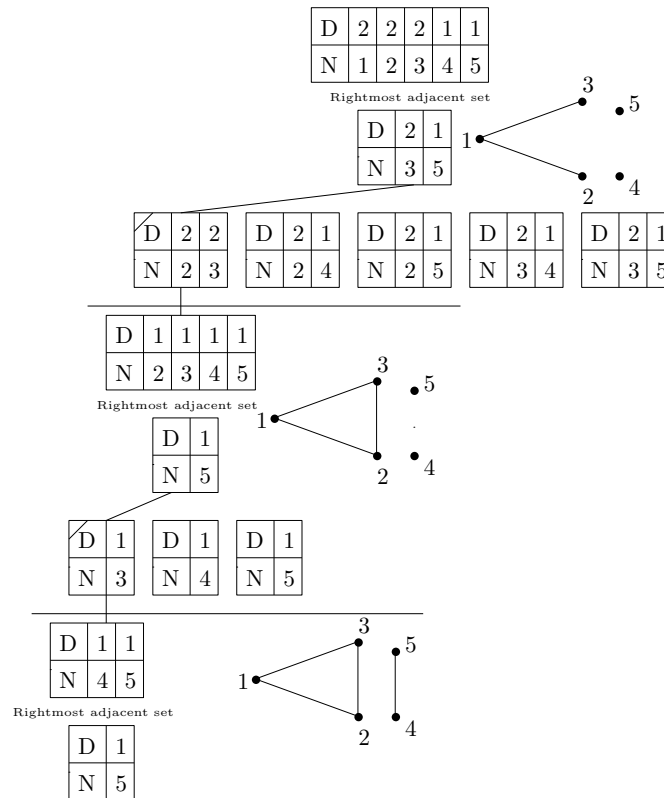 D 2 2 2 1 1
N 1 2 3 4 5
Rightmost adjacent set
D 2 1
N 3 5
3
5
1
2
4
D 2 2
N 2 3
D 2 1
N 2 4
D 2 1
N 2 5
D 2 1
N 3 4
D 2 1
N 3 5
D 1 1 1 1
N 2 3 4 5
Rightmost adjacent set
D 1
N 5
3
5
1
2
4
D 1
N 3
D 1
N 4
D 1
N 5
D 1 1
N 4 5
Rightmost adjacent set
D 1
N 5
3
5
1
2
4